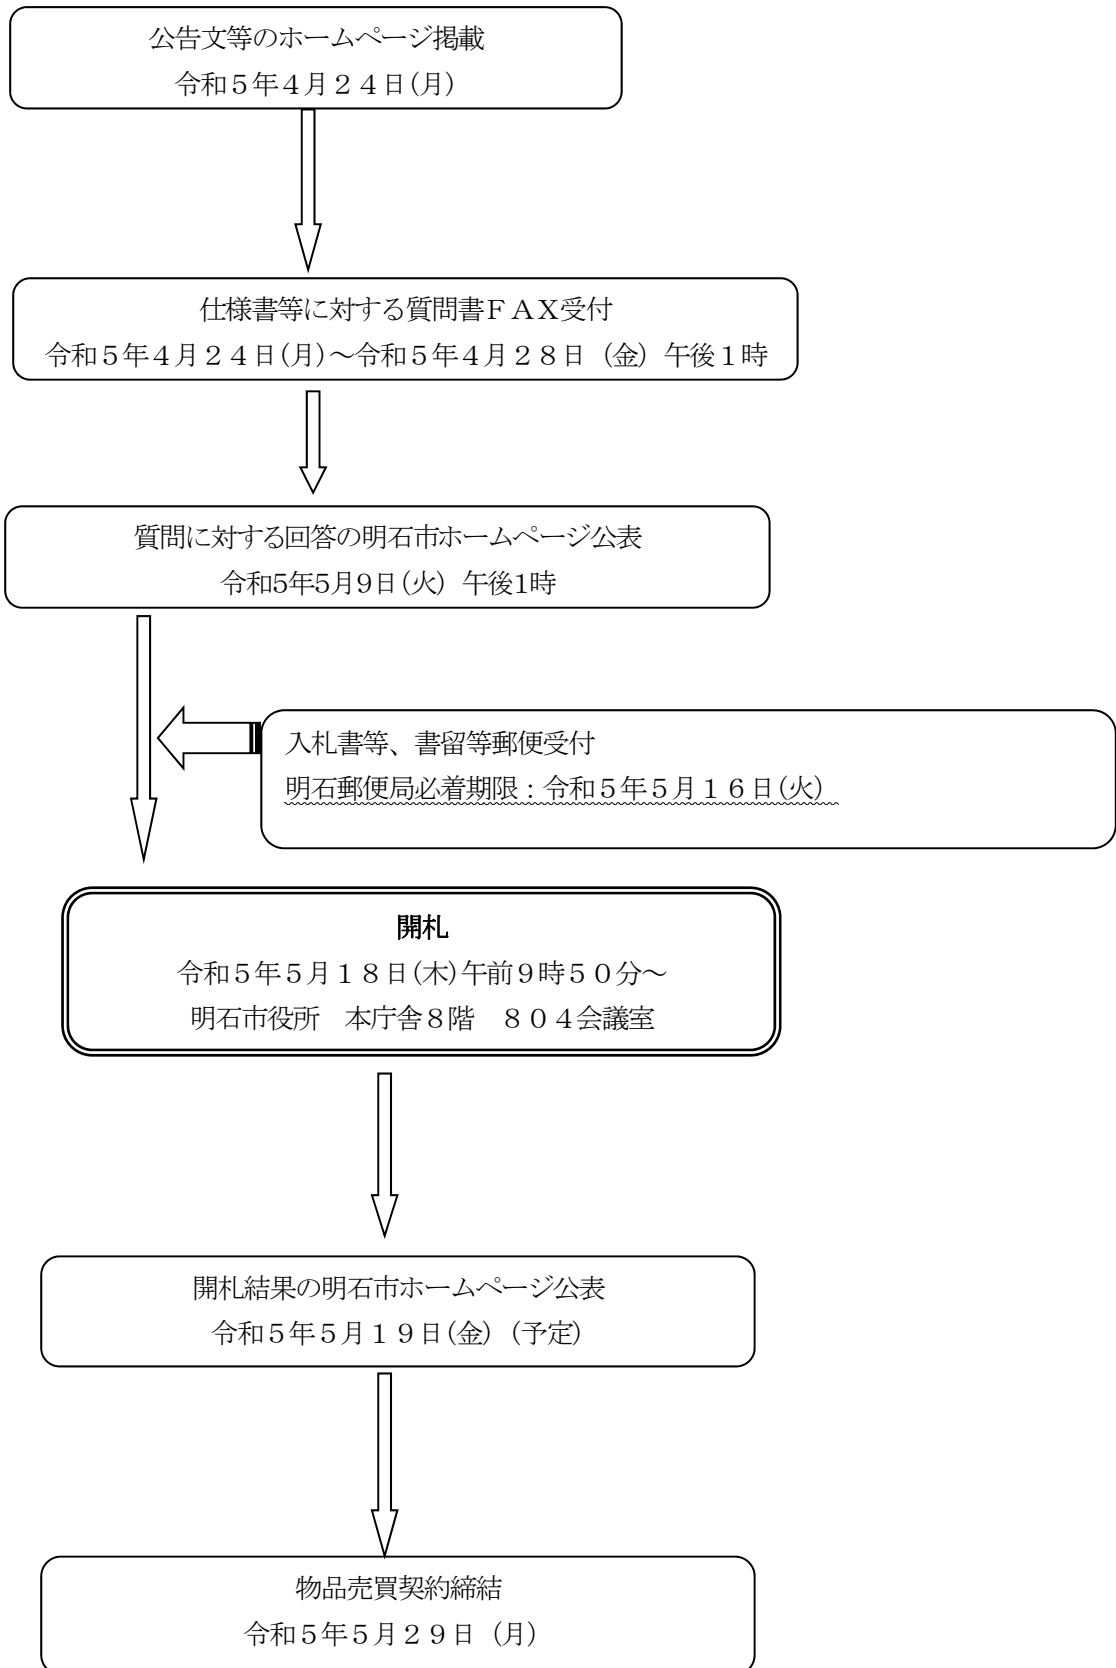 公告文等のホームページ掲載
令和５年４月２４日(月)
仕様書等に対する質問書ＦＡＸ受付
令和５年４月２４日(月)～令和５年４月２８日（金）午後１時
質問に対する回答の明石市ホームページ公表
令和5年5月9日(火）午後1時
入札書等、書留等郵便受付
明石郵便局必着期限：令和５年５月１６日(火）
開札
令和５年５月１８日(木)午前９時５０分～
明石市役所　本庁舎８階　８０４会議室
開札結果の明石市ホームページ公表
令和５年５月１９日(金)（予定）
物品売買契約締結
令和５年５月２９日（月）